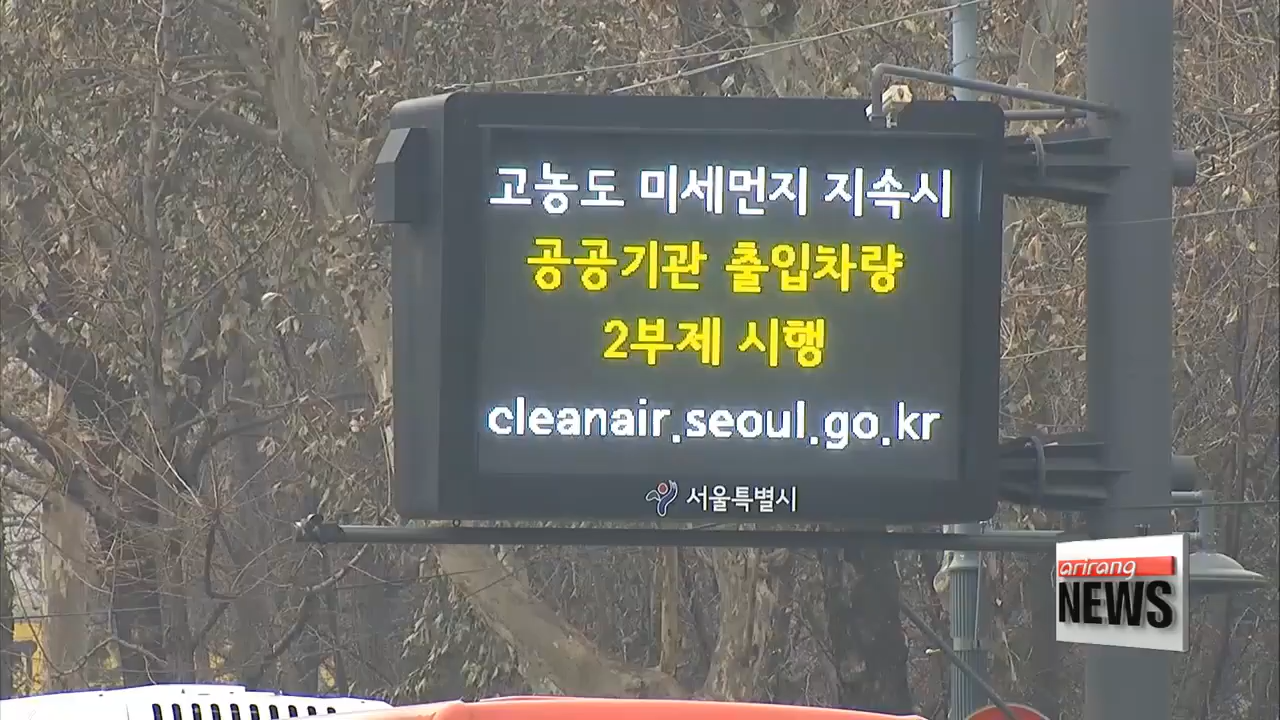 고농도 미세먼지 지속시
공공기관 출입차량
2부제 시행
cleanair.seoul.go.kr
서울특별시
arirang
NEWS